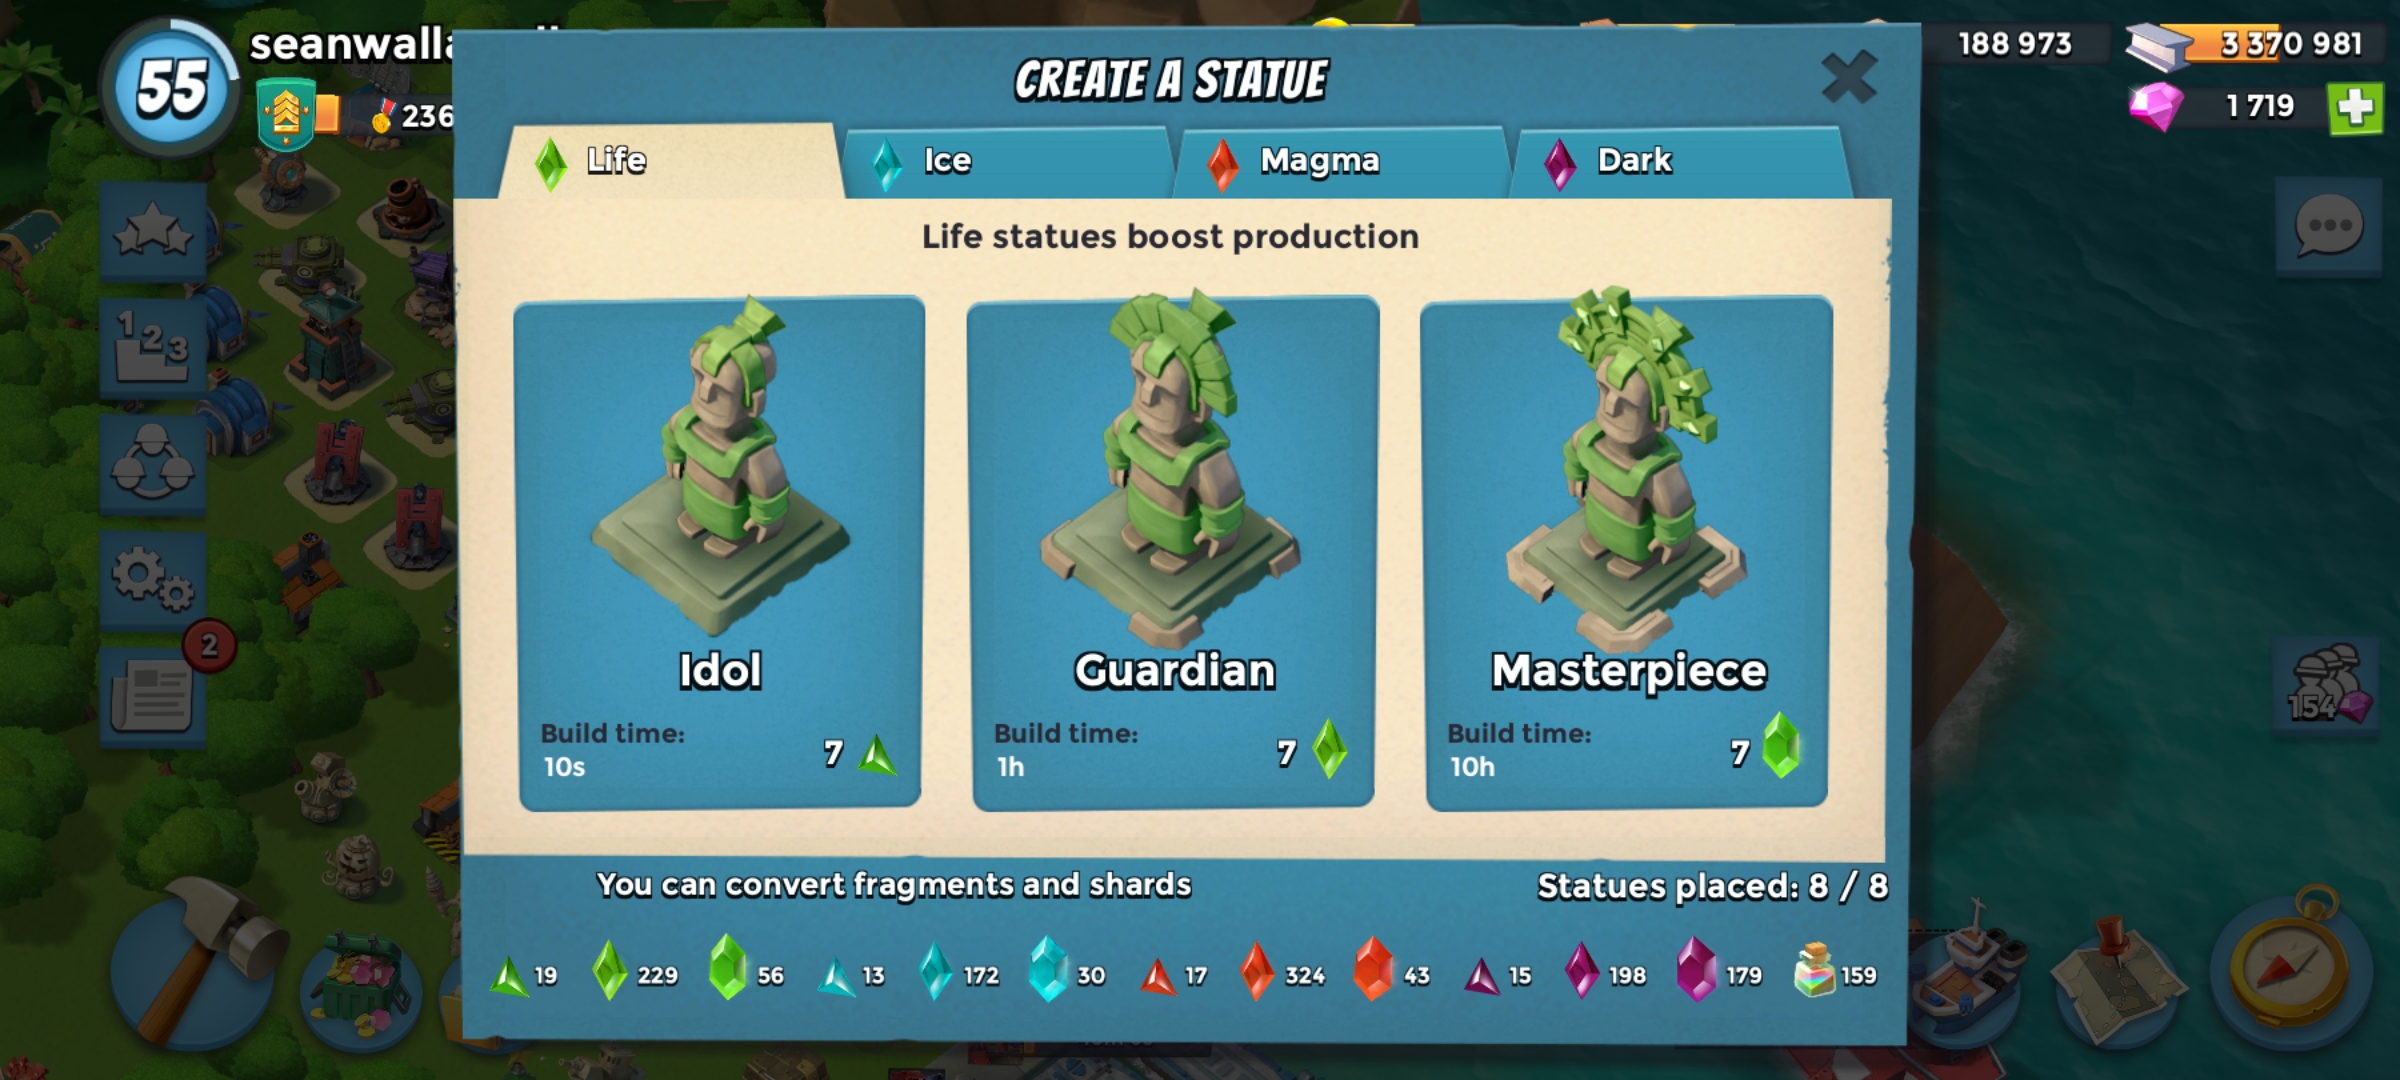 55
236
188 973
3 370 981
1 719
CREATE A STATUE
Life
Ice
Magma
Dark
Life statues boost production
123
2
154
Idol
Build time:
10s
7
Guardian
Build time:
1h
7
Masterpiece
Build time:
10h
7
You can convert fragments and shards
Statues placed: 8 / 8
19
229
56
13
172
30
17
324
43
15
198
179
159